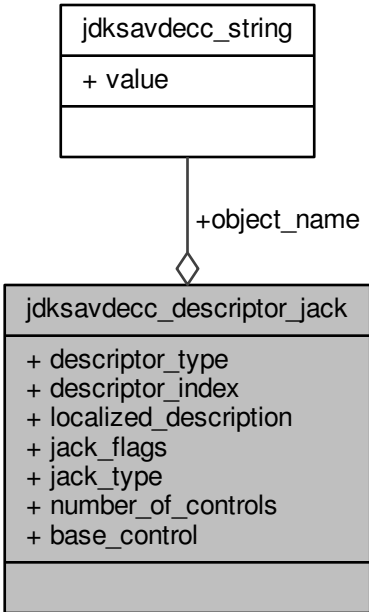 jdksavdecc_string
+ value
+object_name
jdksavdecc_descriptor_jack
+ descriptor_type
+ descriptor_index
+ localized_description
+ jack_flags
+ jack_type
+ number_of_controls
+ base_control